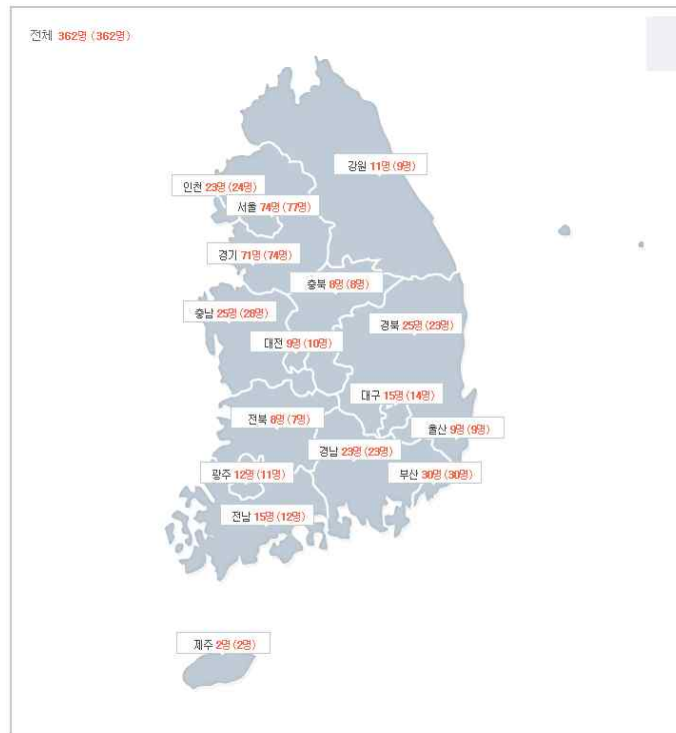 전체 362명 (362명)
강원 11명 (9명)
인천 23명 (24명)
서울 74명 (77명)
경기 71명 (74명)
충북 8명 (8명)
충남 25명 (28명)
경북 25명 (23명)
대전 9명 (10명)
대구 15명 (14명)
전북 8명 (7명)
울산 9명 (9명)
경남 23명 (23명)
광주 12명 (11명)
부산 30명 (30명)
전남 15명 (12명)
제주 2명 (2명)